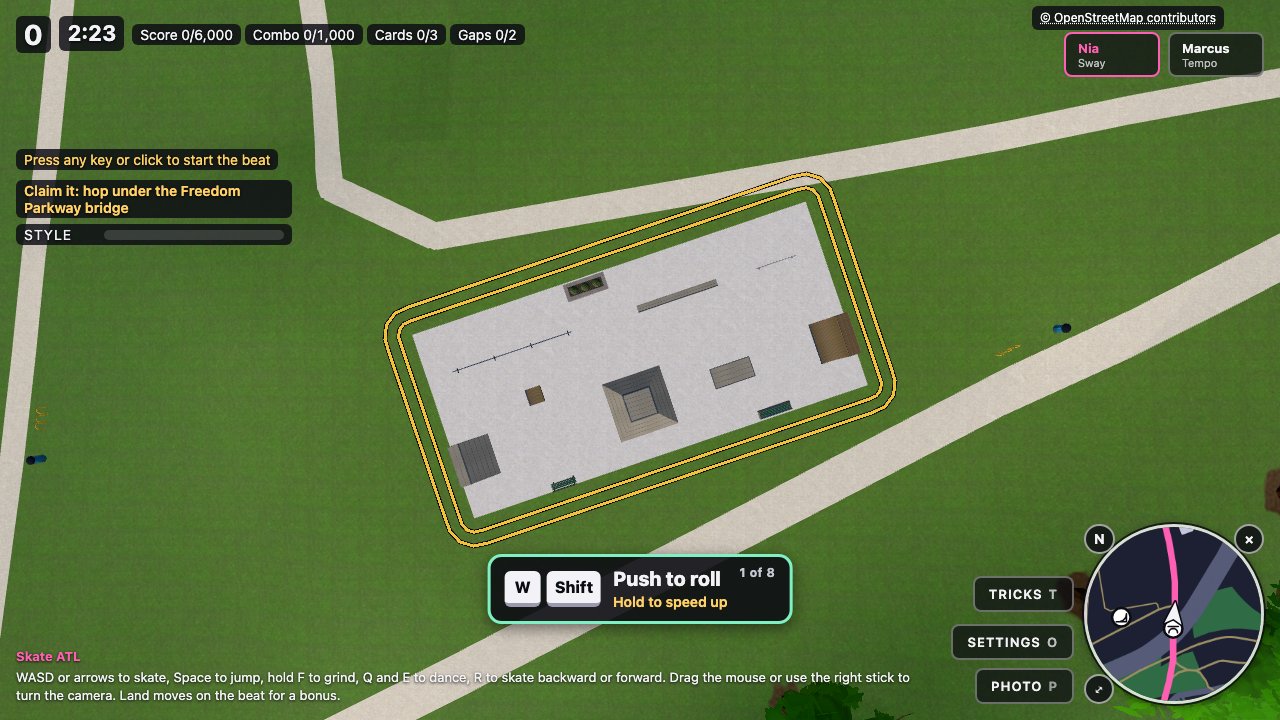 0 2:23 Score 0/6,000 Combo 0/1,000 Cards 0/3 Gaps 0/2
© OpenStreetMap contributors
Nia
Sway
Marcus
Tempo
Press any key or click to start the beat
Claim it: hop under the Freedom
Parkway bridge
STYLE
W Shift Push to roll 1 of 8
Hold to speed up
N ×
TRICKS T
SETTINGS O
PHOTO P
Skate ATL
WASD or arrows to skate, Space to jump, hold F to grind, Q and E to dance, R to skate backward or forward. Drag the mouse or use the right stick to
turn the camera. Land moves on the beat for a bonus.